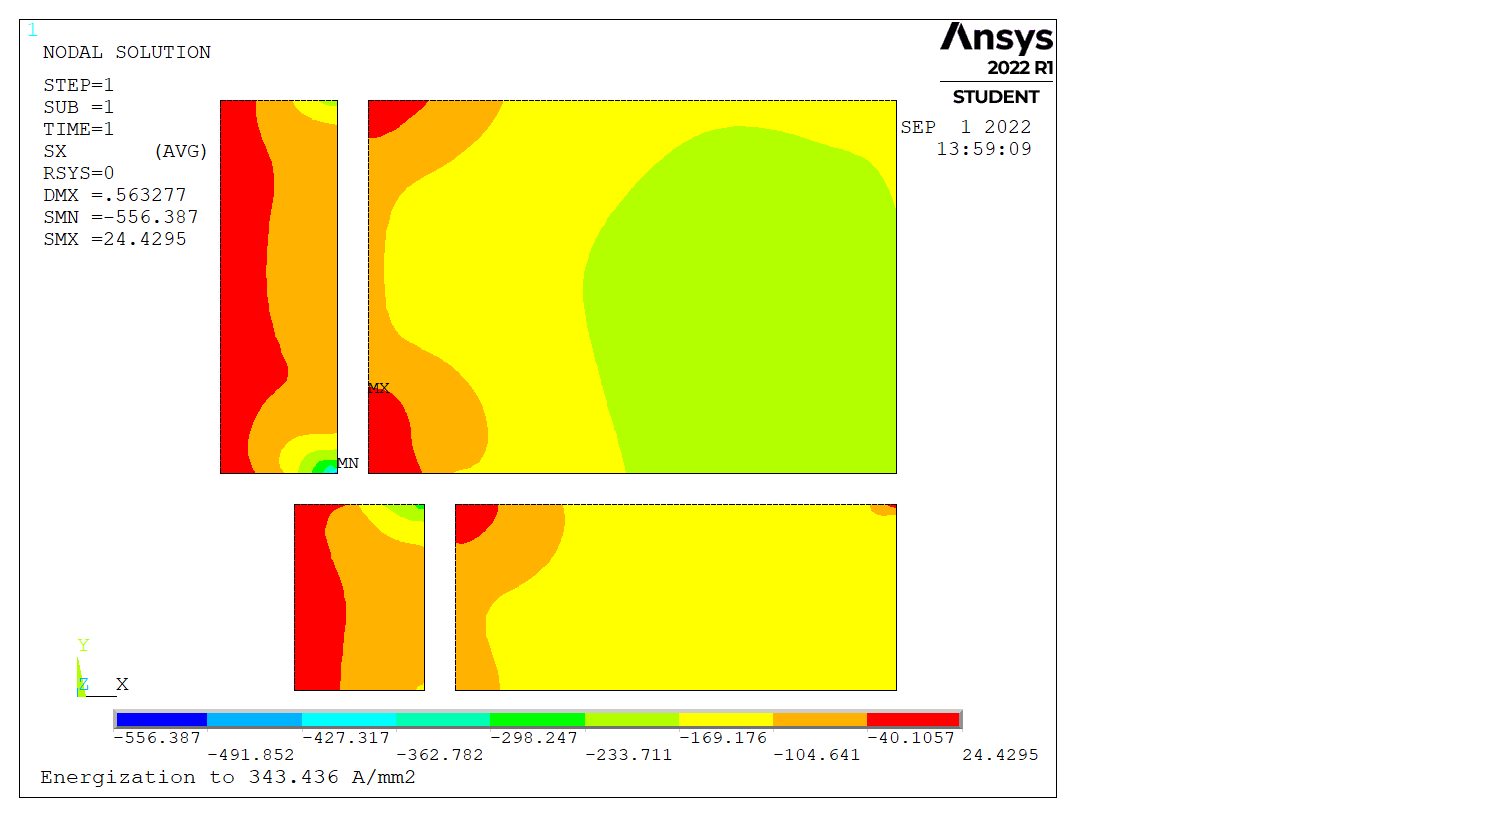 1
NODAL SOLUTION
STEP=1
SUB =1
TIME=1
SX (AVG)
RSYS=0
DMX =.563277
SMN =-556.387
SMX =24.4295
Ansys
2022 R1
STUDENT
SEP 1 2022
13:59:09
MX
MN
Y
Z X
-556.387 -427.317 -298.247 -169.176 -40.1057
-491.852 -362.782 -233.711 -104.641 24.4295
Energization to 343.436 A/mm2